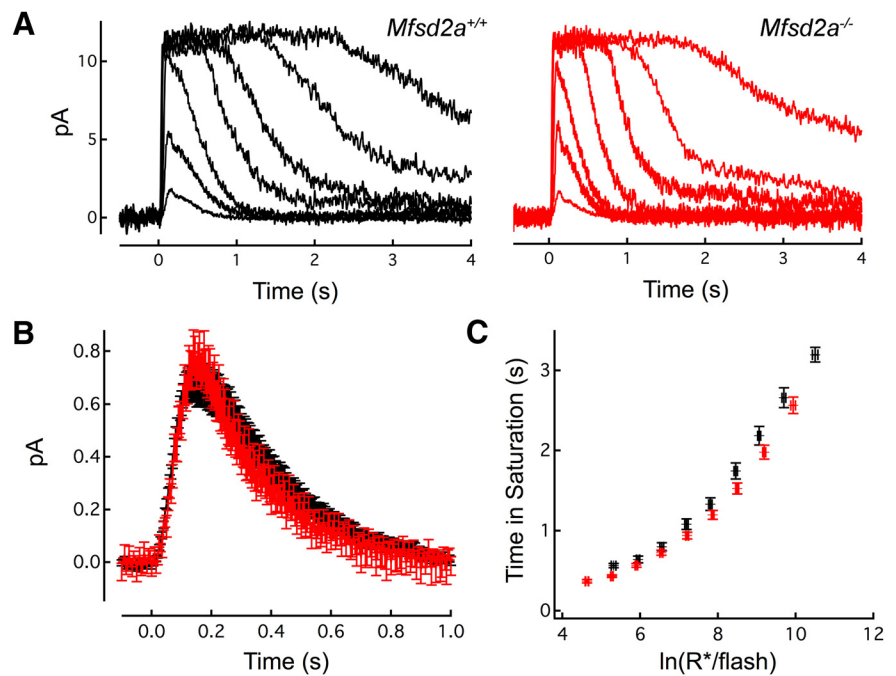 A
Mfsd2a+/+
Mfsd2a-/-
pA
10
5
0
0 1 2 3 4
0 1 2 3 4
Time (s)
Time (s)
B
C
pA
0.8
0.6
0.4
0.2
0.0
0.0 0.2 0.4 0.6 0.8 1.0
Time (s)
Time in Saturation (s)
3
2
1
0
4 6 8 10 12
ln(R*/flash)